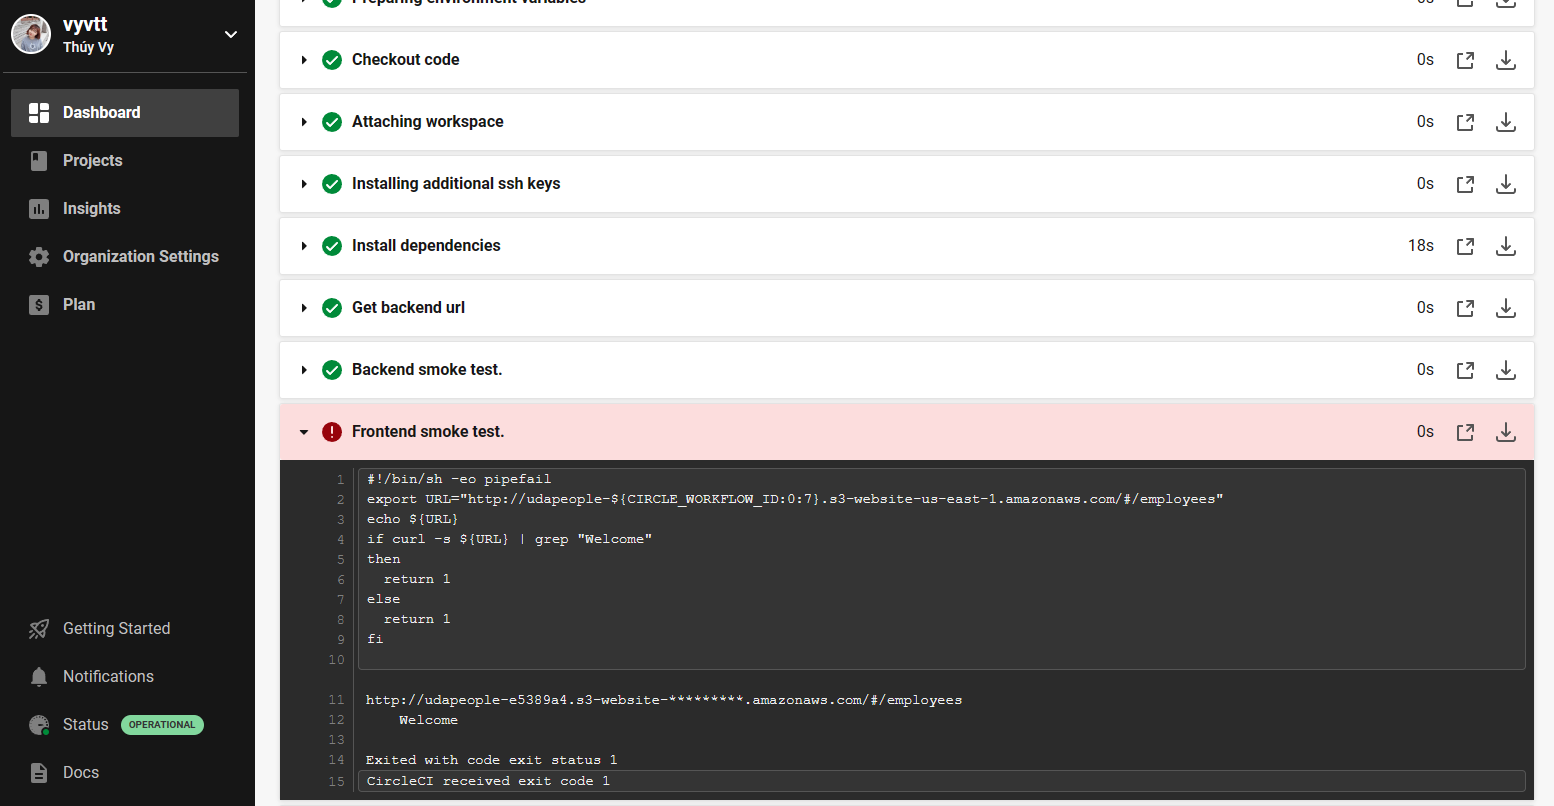 vyvtt
Thúy Vy
Dashboard
Projects
Insights
Organization Settings
Plan
Getting Started
Notifications
Status OPERATIONAL
Docs
Preparing environment variables 0s
Checkout code 0s
Attaching workspace 0s
Installing additional ssh keys 0s
Install dependencies 18s
Get backend url 0s
Backend smoke test. 0s
Frontend smoke test. 0s
1 #!/bin/sh -eo pipefail
2 export URL="http://udapeople-${CIRCLE_WORKFLOW_ID:0:7}.s3-website-us-east-1.amazonaws.com/#/employees"
3 echo ${URL}
4 if curl -s ${URL} | grep "Welcome"
5 then
6 return 1
7 else
8 return 1
9 fi
10
11 http://udapeople-e5389a4.s3-website-*********.amazonaws.com/#/employees
12 Welcome
13
14 Exited with code exit status 1
15 CircleCI received exit code 1